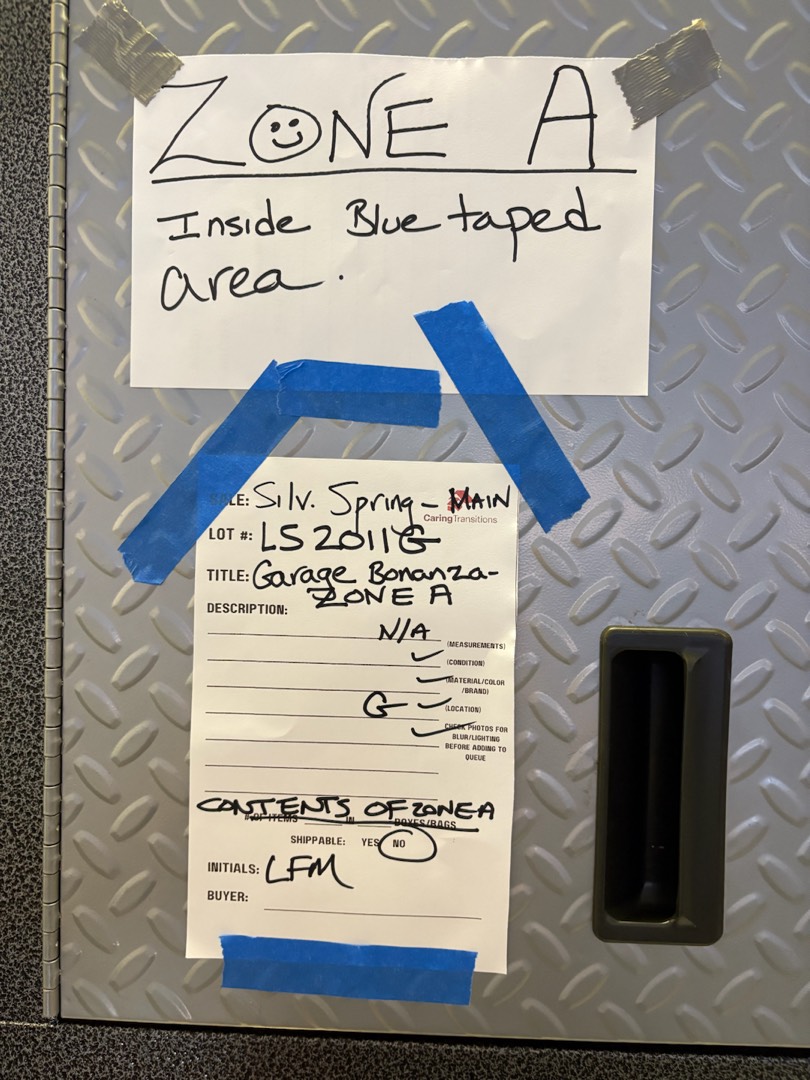 ZONE A
Inside Blue taped
area.
SALE: Silv. Spring - MAIN
CaringTransitions
LOT #: LS 2011G
TITLE: Garage Bonanza-
ZONE A
DESCRIPTION:
N/A
(MEASUREMENTS)
(CONDITION)
(MATERIAL/COLOR
/BRAND)
G (LOCATION)
CHECK PHOTOS FOR
BLUR/LIGHTING
BEFORE ADDING TO
QUEUE
CONTENTS OF ZONE A
# OF ITEMS IN BOXES/BAGS
SHIPPABLE: YES NO
INITIALS: LFM
BUYER: